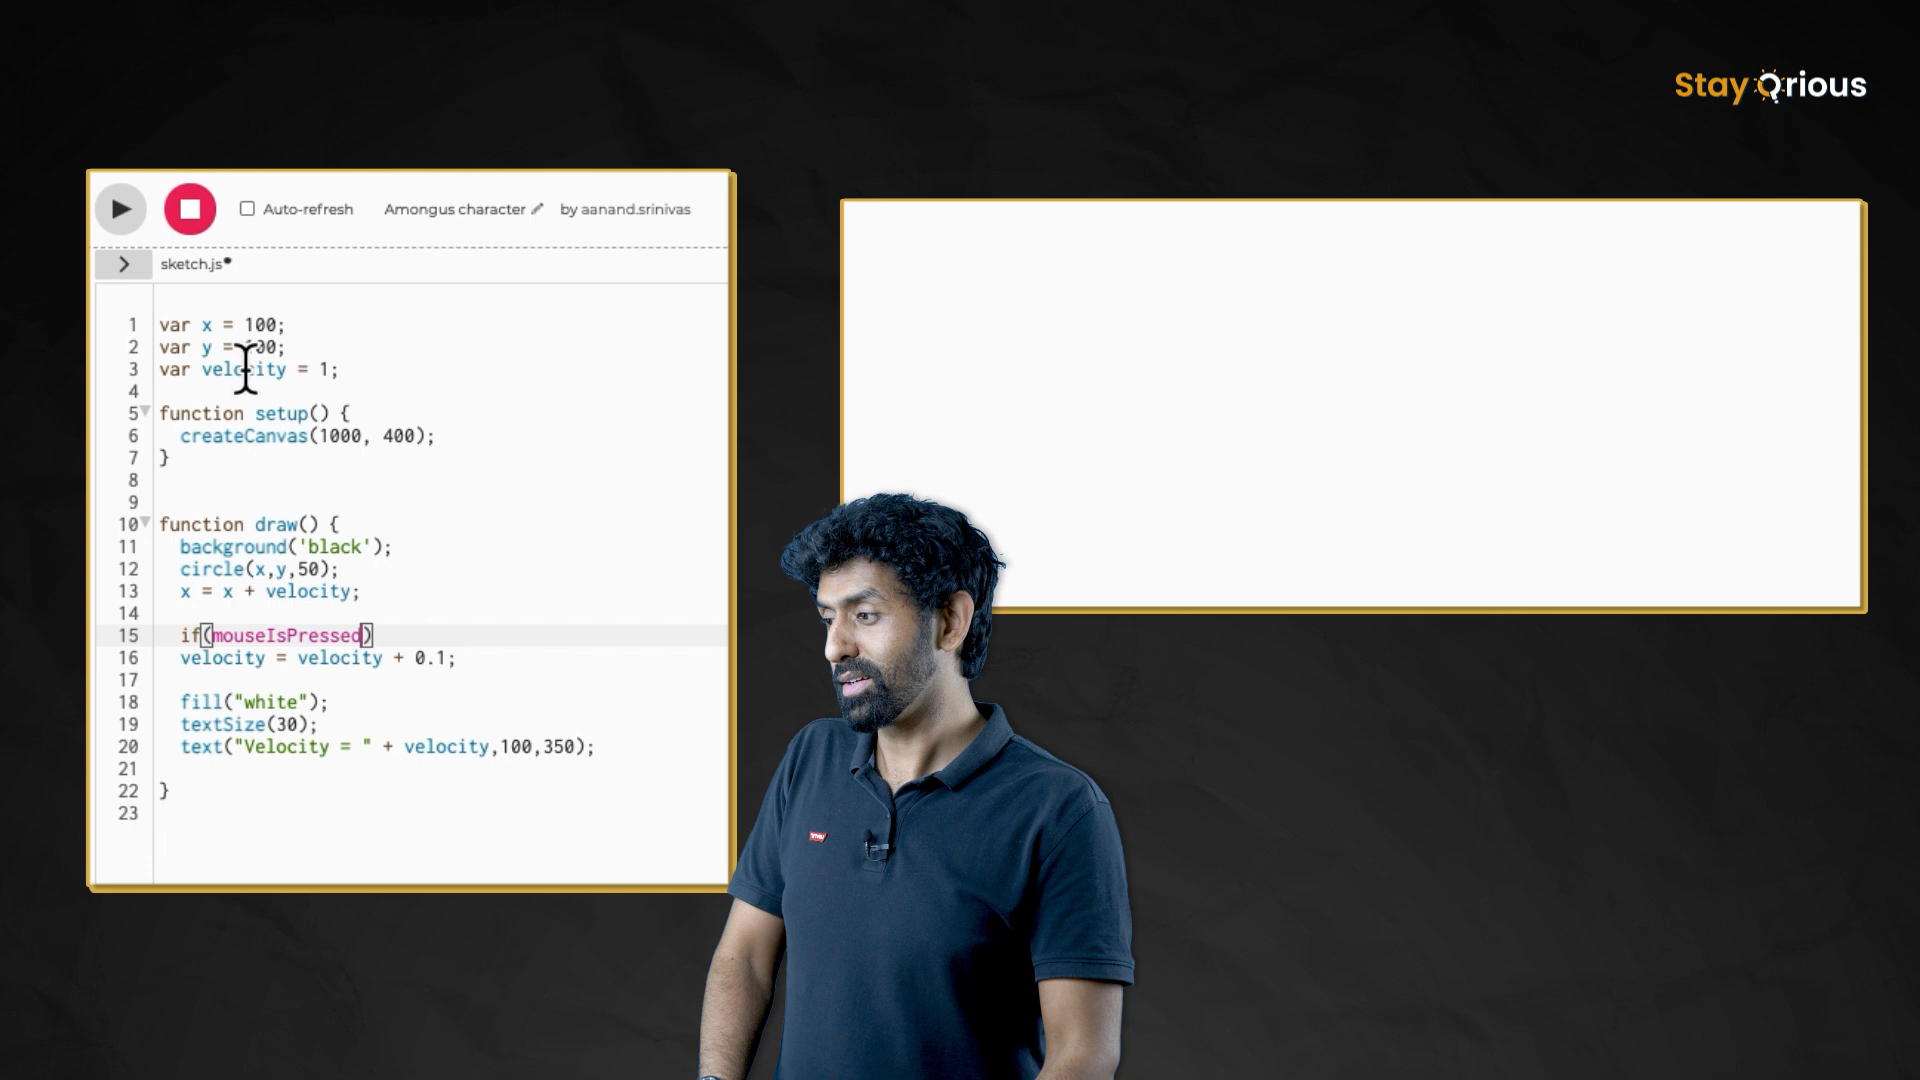 Stay Qrious
Auto-refresh Amongus character by aanand.srinivas
sketch.js
1 var x = 100;
2 var y = 00;
3 var velocity = 1;
4
5 function setup() {
6 createCanvas(1000, 400);
7 }
8
9
10 function draw() {
11 background('black');
12 circle(x,y,50);
13 x = x + velocity;
14
15 if(mouseIsPressed)
16 velocity = velocity + 0.1;
17
18 fill("white");
19 textSize(30);
20 text("Velocity = " + velocity,100,350);
21
22 }
23